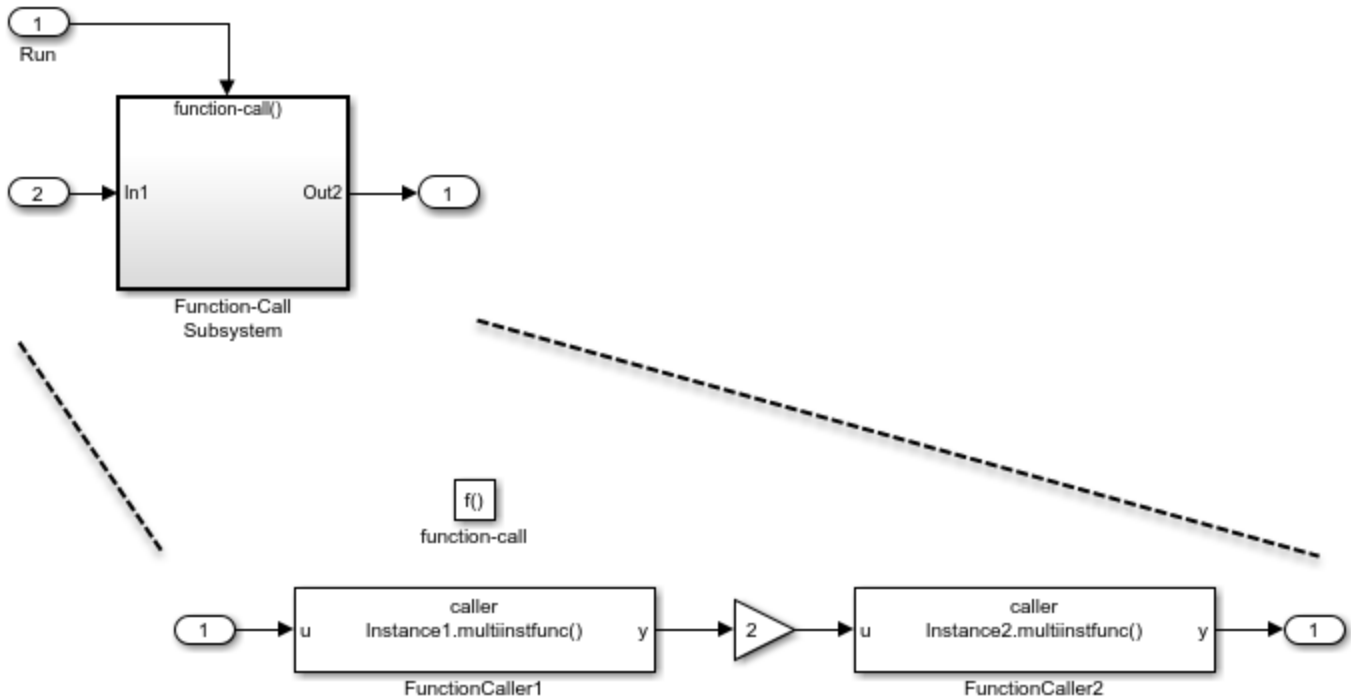 1
Run
function-call()
2
In1
Out2
1
Function-Call
Subsystem
f()
function-call
1
u
caller
Instance1.multiinstfunc()
y
2
u
caller
Instance2.multiinstfunc()
y
1
FunctionCaller1
FunctionCaller2